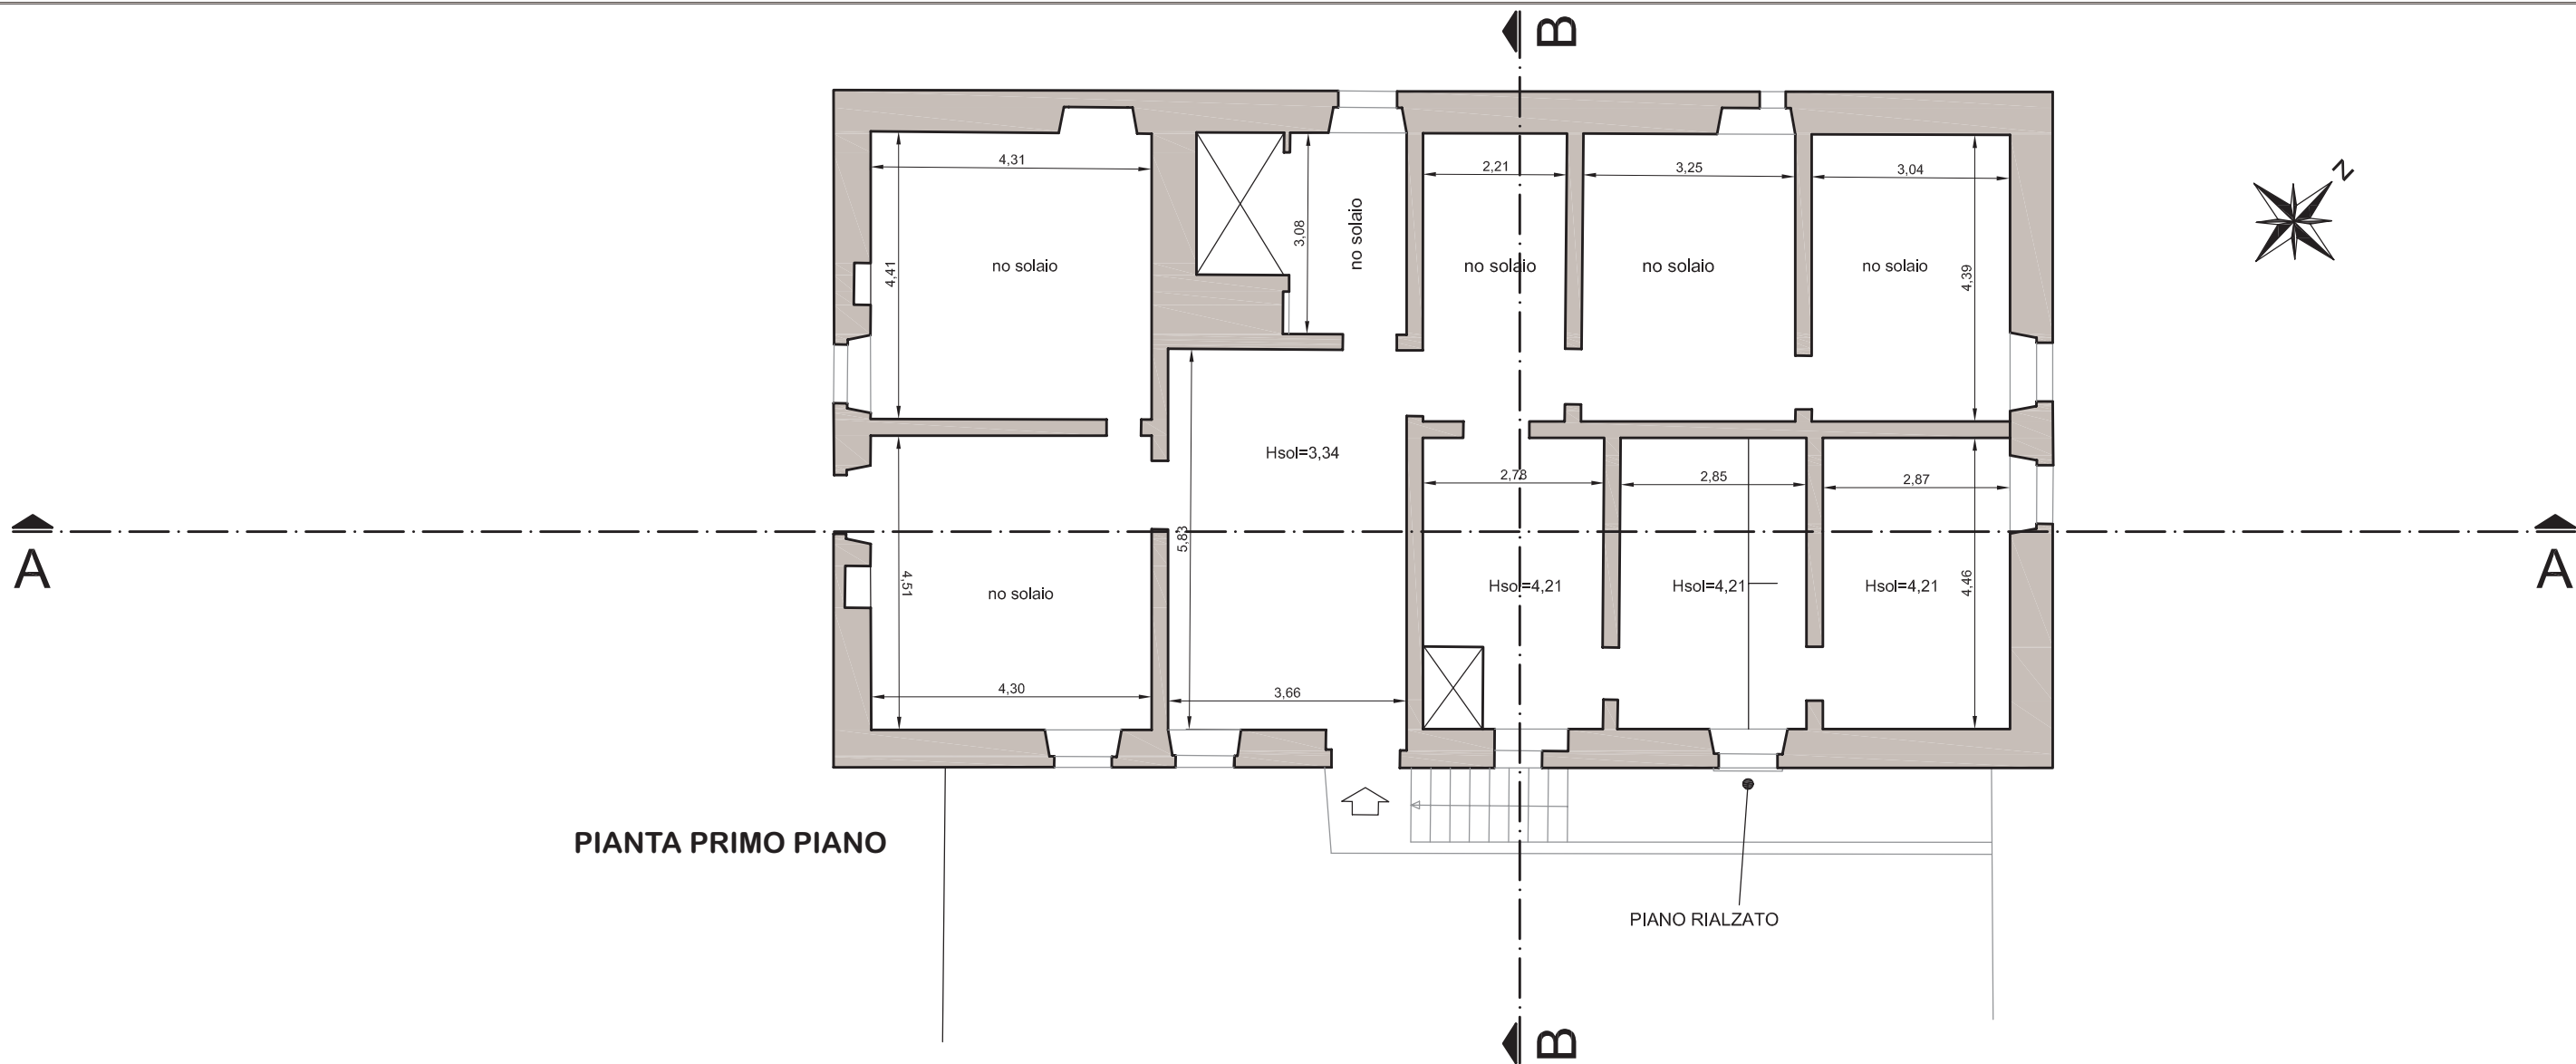 B
N
4,31
2,21
3,25
3,04
3,08
no solaio
4,41
no solaio
no solaio
no solaio
no solaio
4,39
Hsol=3,34
2,78
2,85
2,87
5,83
A
A
4,51
no solaio
Hsol=4,21
Hsol=4,21
Hsol=4,21
4,46
4,30
3,66
PIANTA PRIMO PIANO
PIANO RIALZATO
B